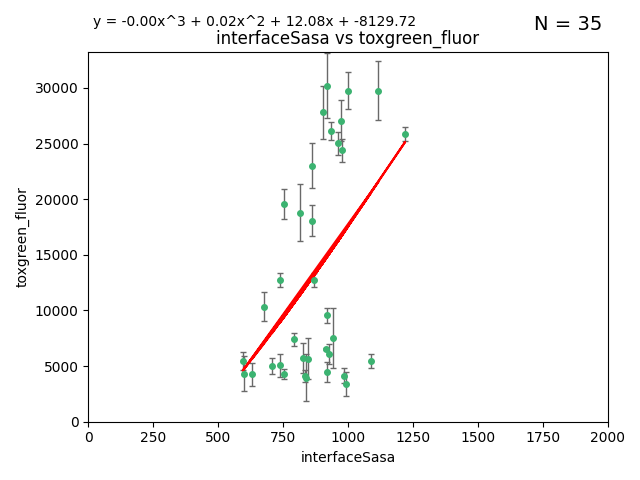 y = -0.00x^3 + 0.02x^2 + 12.08x + -8129.72
N = 35
interfaceSasa vs toxgreen_fluor
30000
25000
20000
15000
10000
5000
0
toxgreen_fluor
0 250 500 750 1000 1250 1500 1750 2000
interfaceSasa